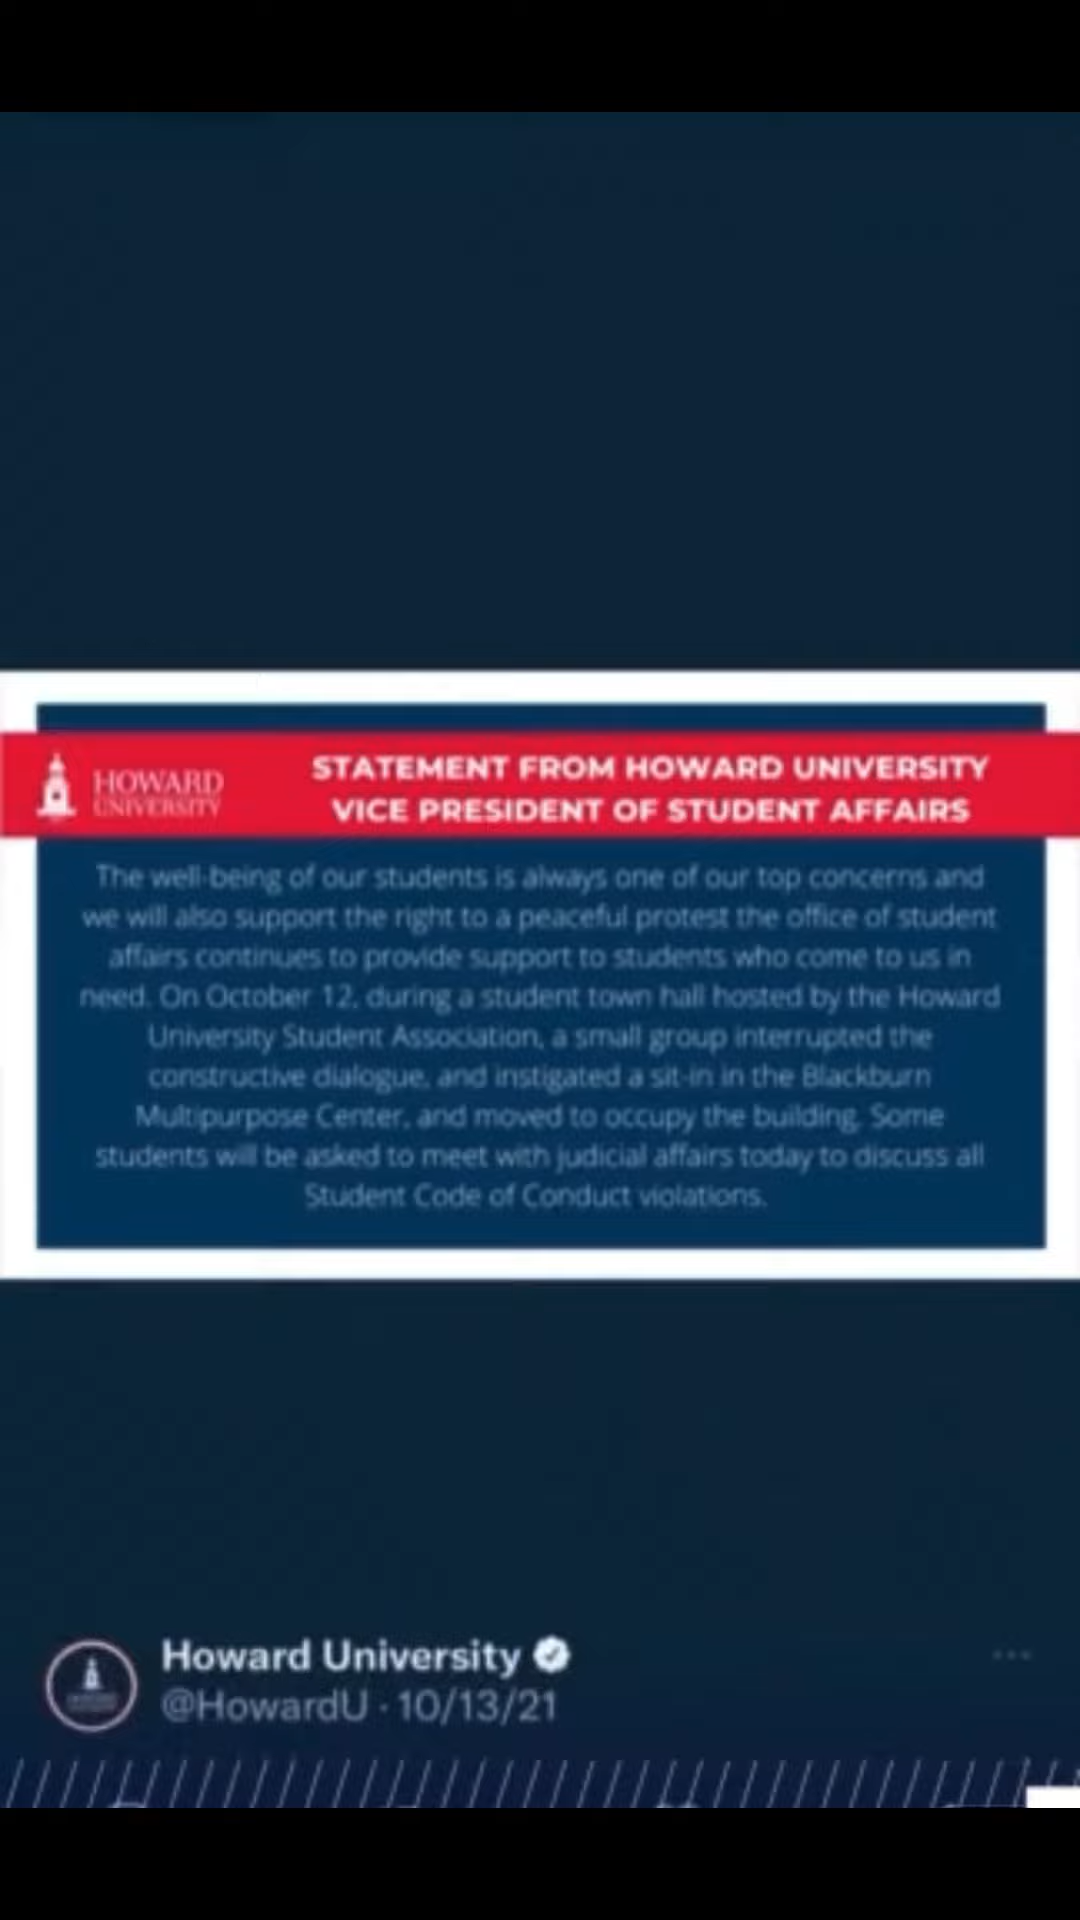 HOWARD
UNIVERSITY
STATEMENT FROM HOWARD UNIVERSITY
VICE PRESIDENT OF STUDENT AFFAIRS
The well-being of our students is always one of our top concerns and
we will also support the right to a peaceful protest the office of student
affairs continues to provide support to students who come to us in
need. On October 12, during a student town hall hosted by the Howard
University Student Association, a small group interrupted the
constructive dialogue, and instigated a sit-in in the Blackburn
Multipurpose Center, and moved to occupy the building. Some
students will be asked to meet with judicial affairs today to discuss all
Student Code of Conduct violations.
Howard University
@HowardU · 10/13/21